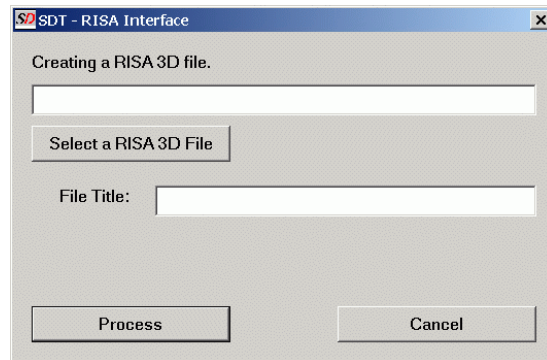 SD SDT - RISA Interface
Creating a RISA 3D file.
Select a RISA 3D File
File Title:
Process
Cancel